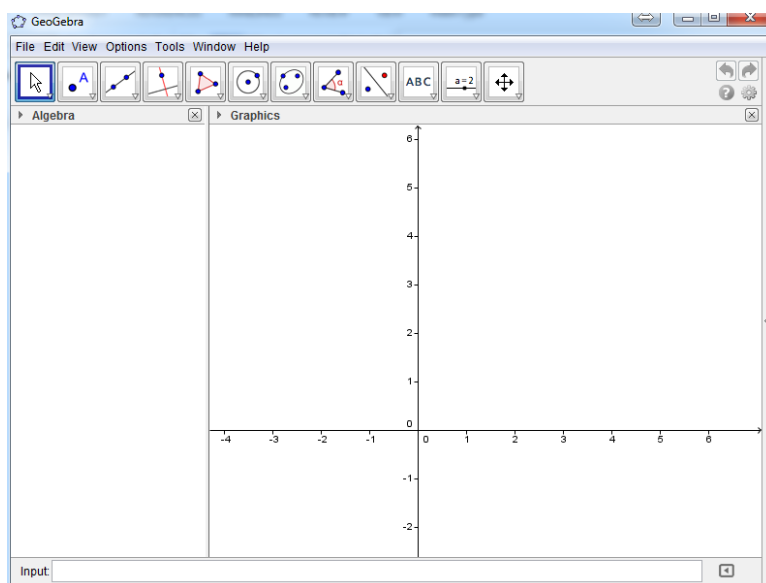 GeoGebra
File Edit View Options Tools Window Help
A α ABC a=2
Algebra
Graphics
6
5
4
3
2
1
0
-4 -3 -2 -1 0 1 2 3 4 5 6
-1
-2
Input: